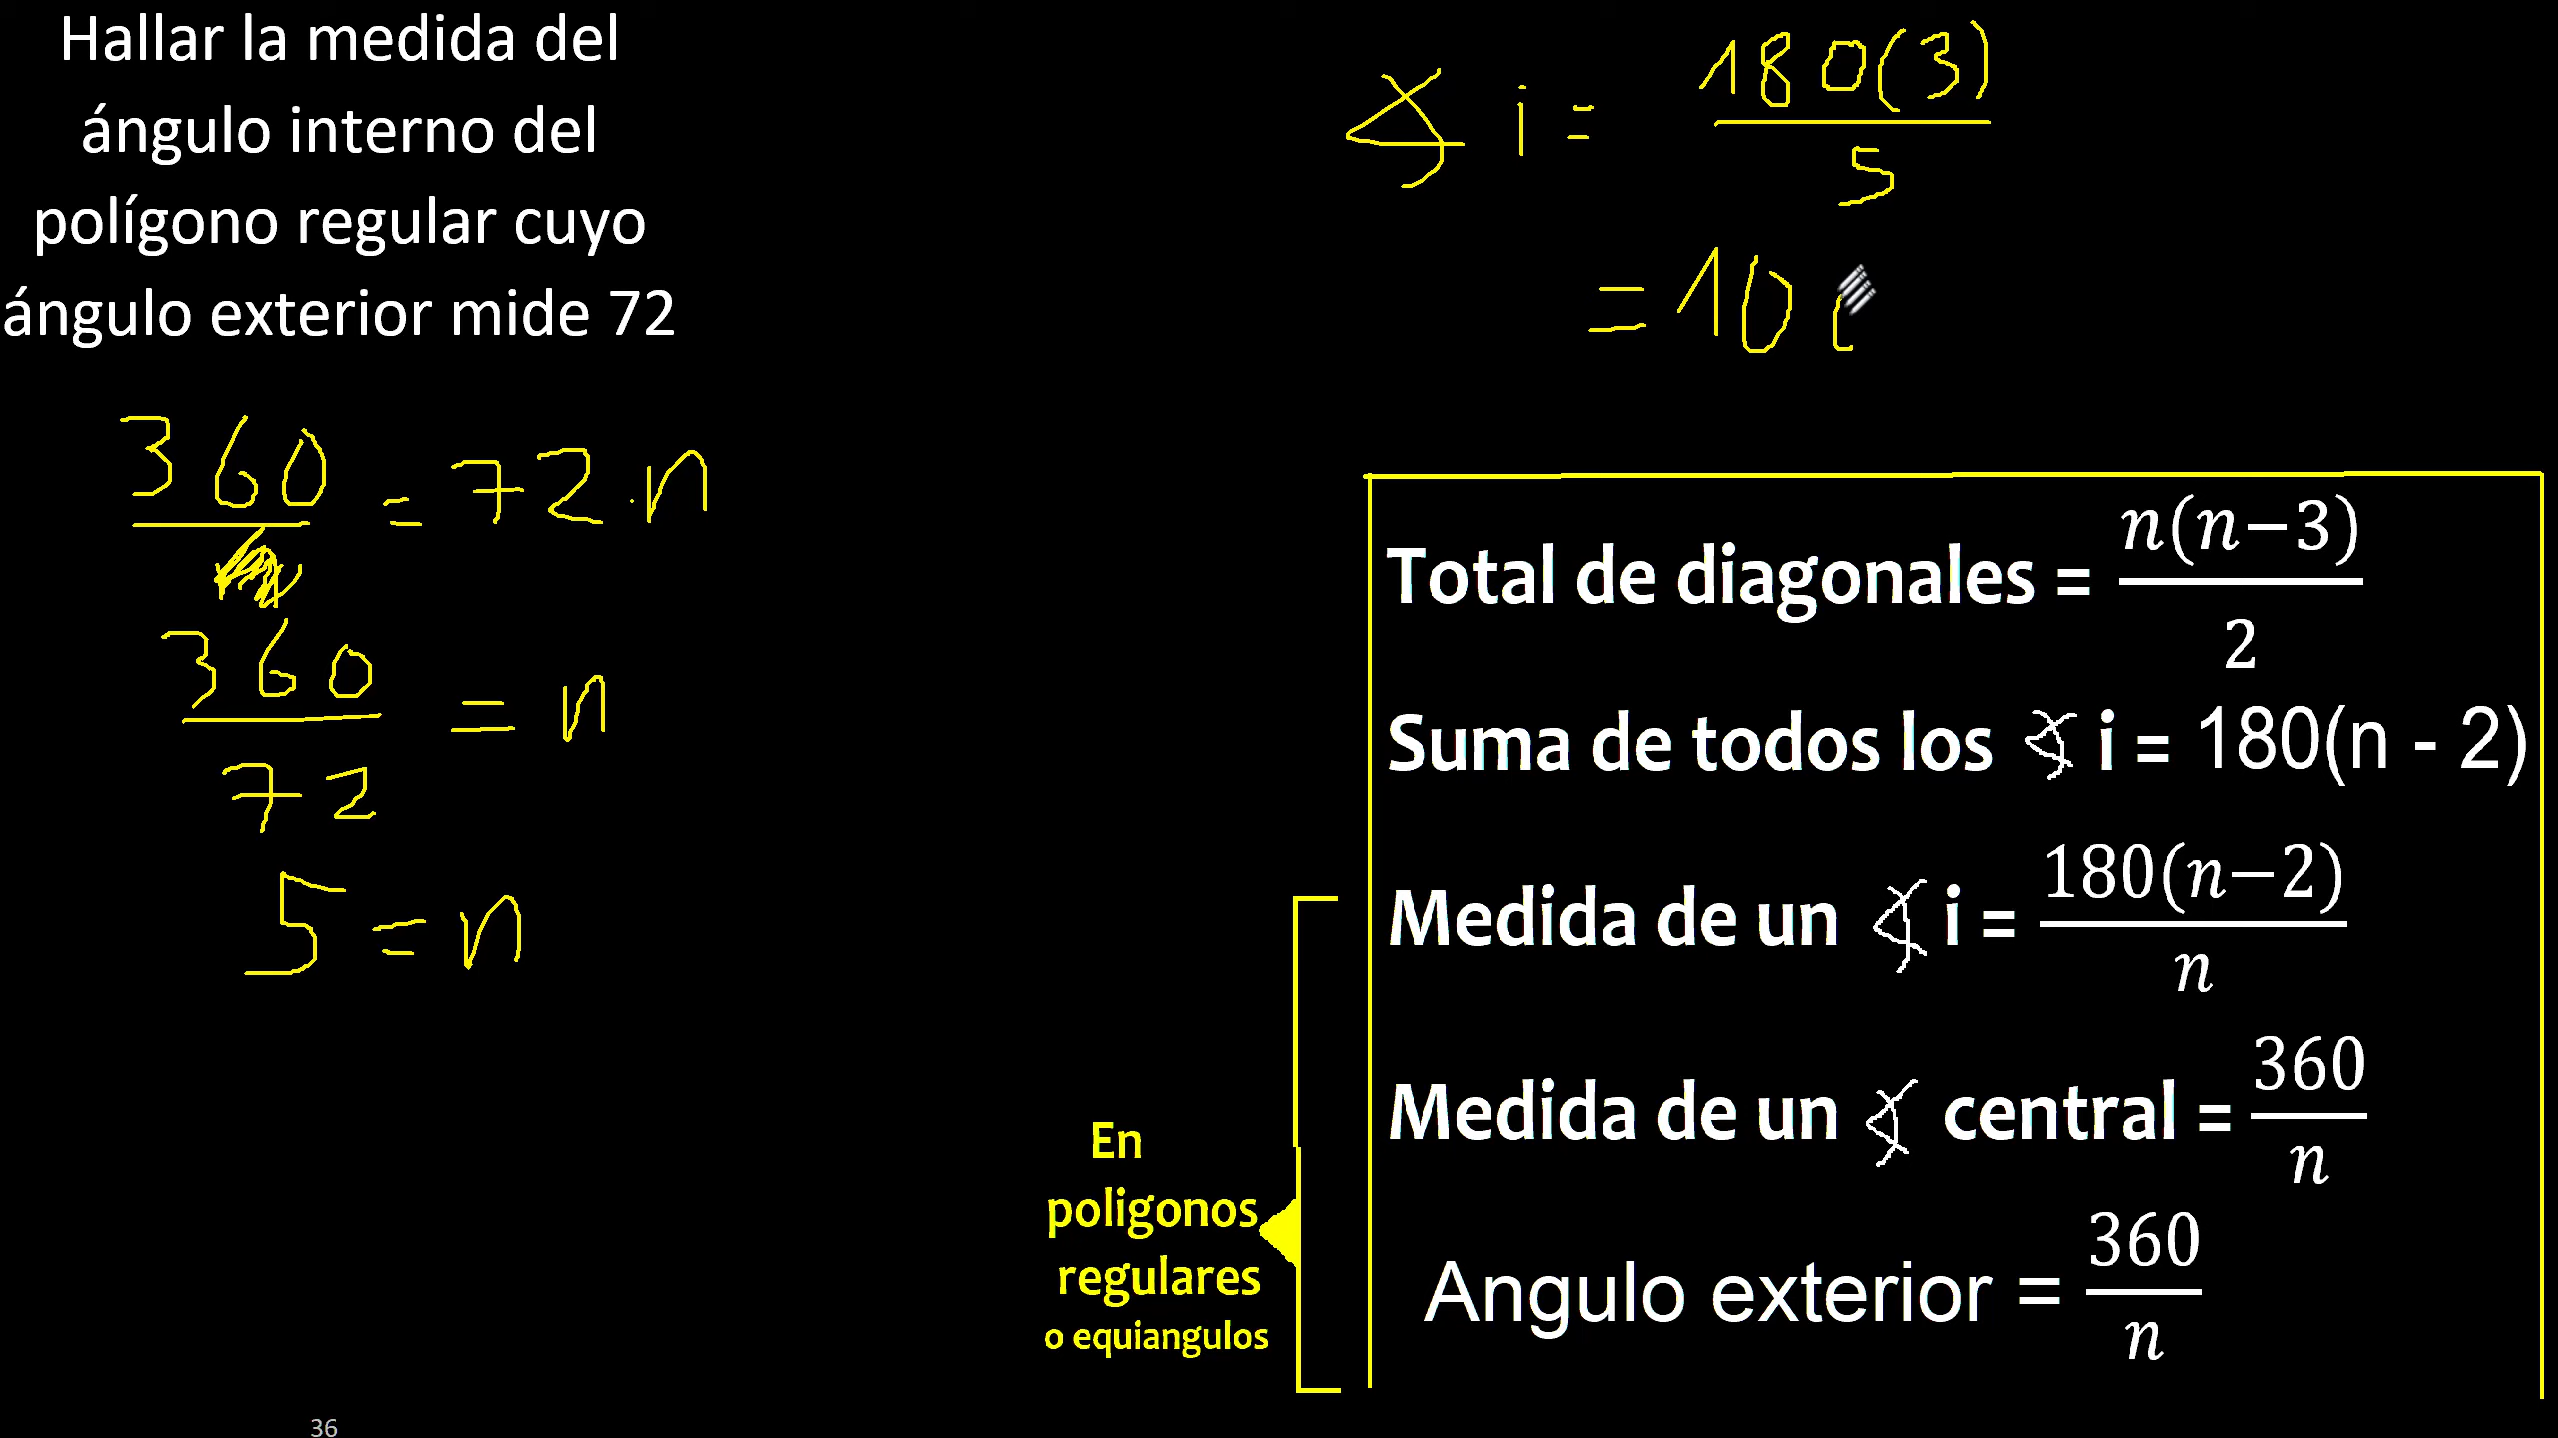 Hallar la medida del
ángulo interno del
polígono regular cuyo
ángulo exterior mide 72
360
= 72 · n
360
= n
72
5 = n
∡ i = 180(3)
5
= 10
Total de diagonales = n(n−3)
2
Suma de todos los ∡ i = 180(n - 2)
Medida de un ∡ i = 180(n−2)
n
Medida de un ∡ central = 360
n
Angulo exterior = 360
n
En
poligonos
regulares
o equiangulos
36